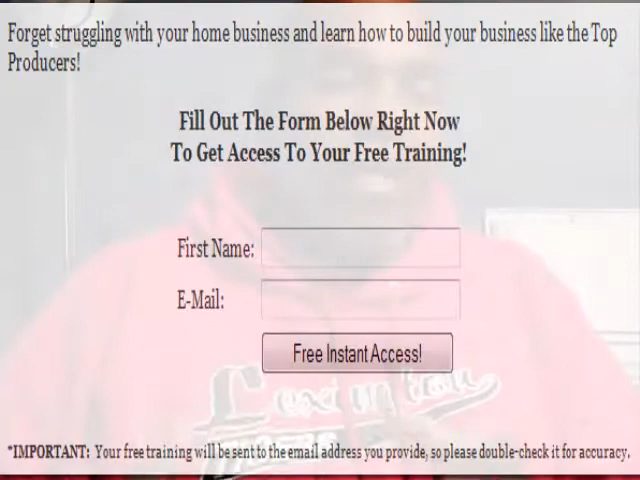 Forget struggling with your home business and learn how to build your business like the Top
Producers!
Fill Out The Form Below Right Now
To Get Access To Your Free Training!
First Name:
E-Mail:
Free Instant Access!
Lexington
*IMPORTANT: Your free training will be sent to the email address you provide, so please double-check it for accuracy.